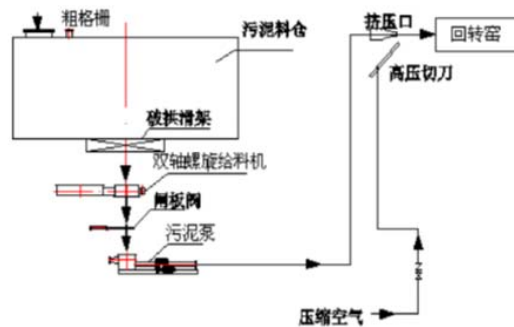 粗格栅
污泥料仓
挤压口
回转窑
高压切刀
破拱滑架
双轴螺旋给料机
闸板阀
污泥泵
压缩空气